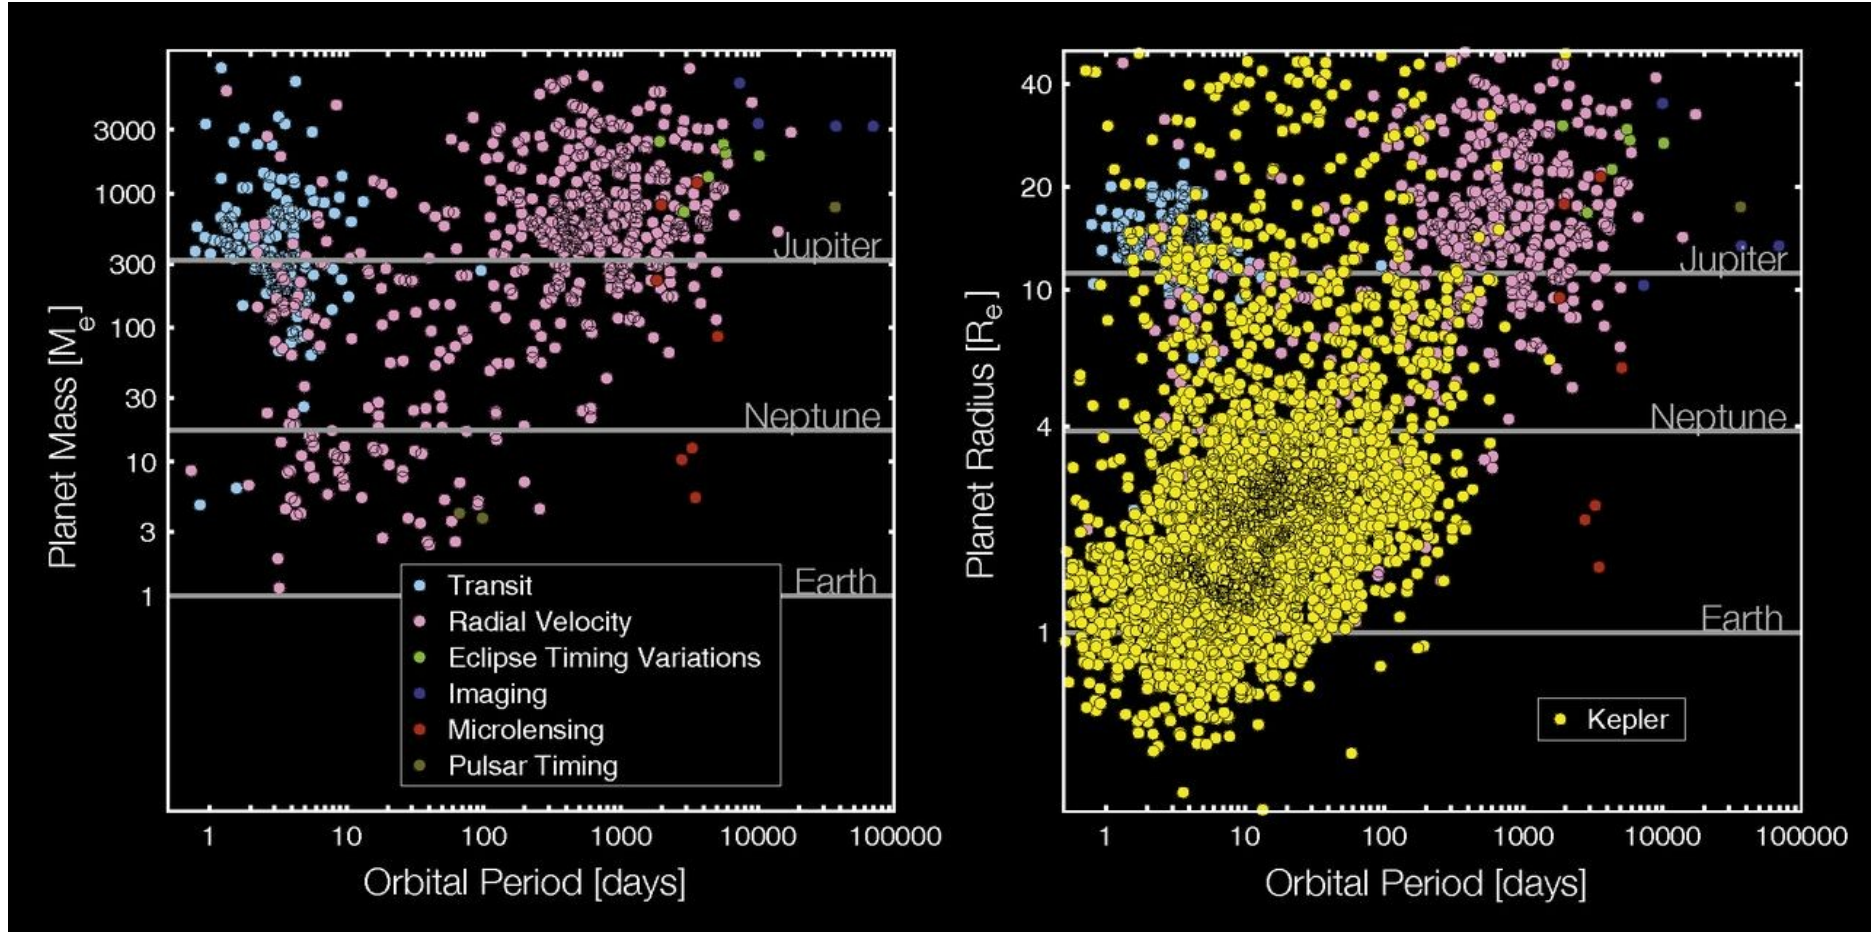 3000
1000
300
100
30
10
3
1
Planet Mass [Me]
Jupiter
Neptune
Earth
Transit
Radial Velocity
Eclipse Timing Variations
Imaging
Microlensing
Pulsar Timing
1 10 100 1000 10000 100000
Orbital Period [days]
40
20
10
4
1
Planet Radius [Re]
Jupiter
Neptune
Earth
Kepler
1 10 100 1000 10000 100000
Orbital Period [days]